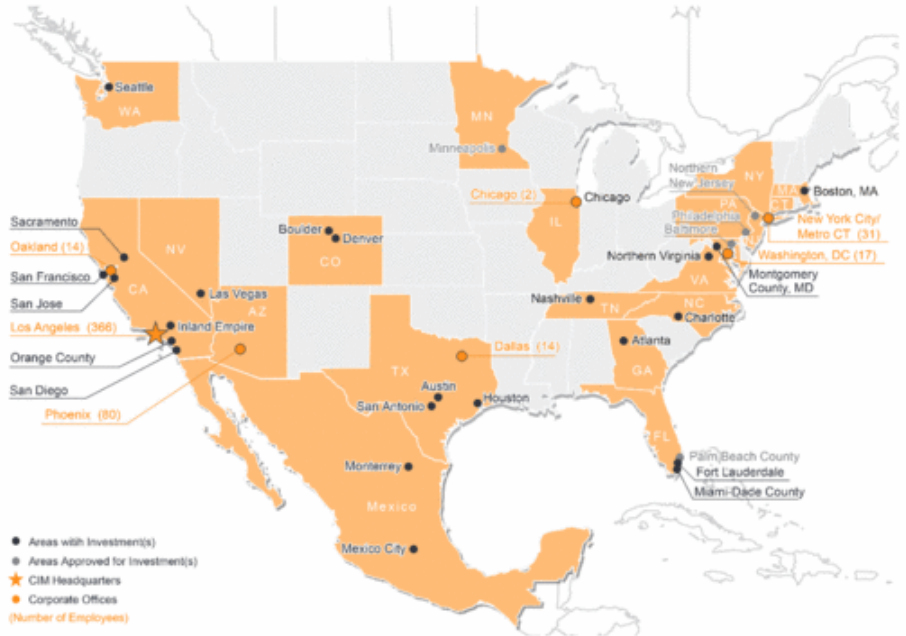 Seattle
WA
MN
Minneapolis
Northern
New Jersey
NY
MA
Boston, MA
CT
PA
Chicago (2)
Chicago
IL
Philadelphia
Baltimore
NJ
New York City/
Metro CT (31)
Washington, DC (17)
Northern Virginia
Montgomery
County, MD
VA
Sacramento
Oakland (14)
San Francisco
San Jose
Los Angeles (366)
Orange County
San Diego
Phoenix (80)
NV
CA
Las Vegas
Inland Empire
AZ
Boulder
Denver
CO
Nashville
TN
NC
Charlotte
Atlanta
GA
Dallas (14)
TX
Austin
San Antonio
Houston
FL
Palm Beach County
Fort Lauderdale
Miami-Dade County
Monterrey
Mexico
Mexico City
Areas witih Investment(s)
Areas Approved for Investment(s)
CIM Headquarters
Corporate Offices
(Number of Employees)